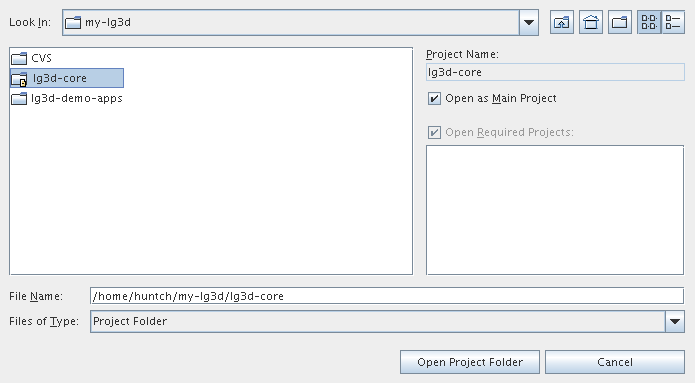 Look In: my-lg3d
CVS
lg3d-core
lg3d-demo-apps
Project Name:
lg3d-core
Open as Main Project
Open Required Projects:
File Name: /home/huntch/my-lg3d/lg3d-core
Files of Type: Project Folder
Open Project Folder Cancel